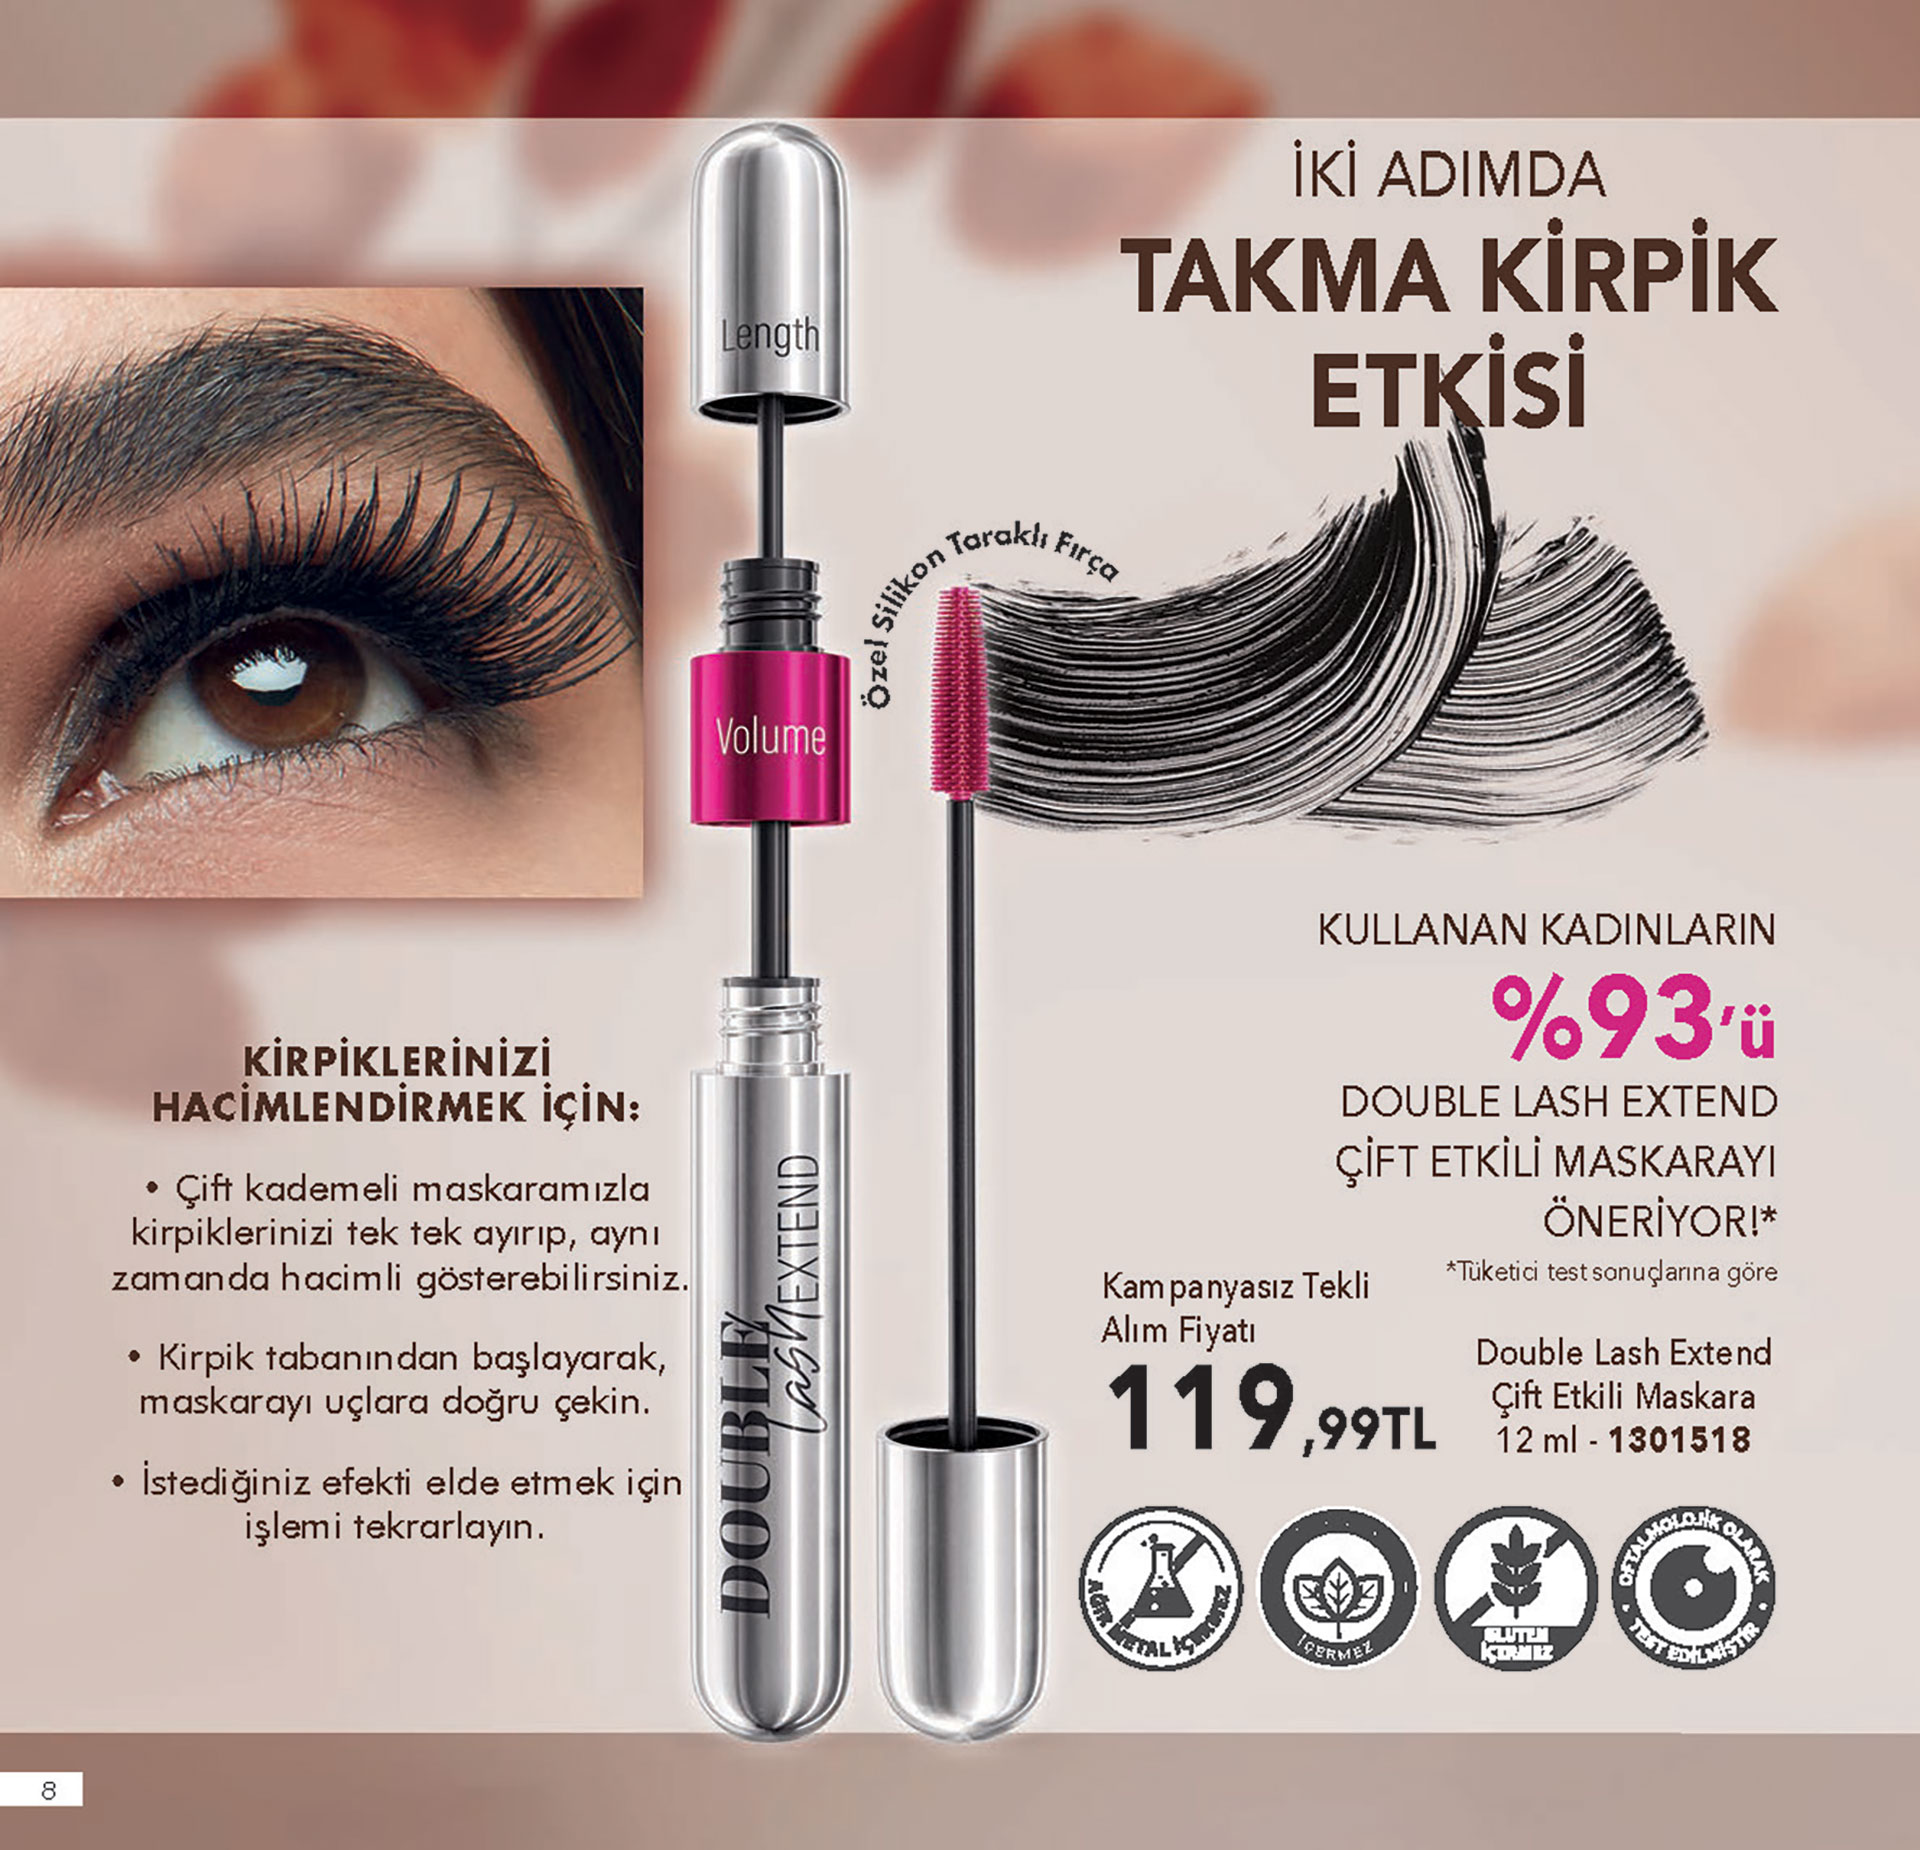 İKİ ADIMDA
TAKMA KİRPİK
ETKİSİ
Length
Volume
Özel Silikon Taraklı Fırça
DOUBLE
Lash EXTEND
KULLANAN KADINLARIN
%93'ü
DOUBLE LASH EXTEND
ÇİFT ETKİLİ MASKARAYI
ÖNERİYOR!*
*Tüketici test sonuçlarına göre
KİRPİKLERİNİZİ
HACİMLENDİRMEK İÇİN:
• Çift kademeli maskaramızla
kirpiklerinizi tek tek ayırıp, aynı
zamanda hacimli gösterebilirsiniz.
• Kirpik tabanından başlayarak,
maskarayı uçlara doğru çekin.
• İstediğiniz efekti elde etmek için
işlemi tekrarlayın.
Kampanyasız Tekli
Alım Fiyatı
119,99TL
Double Lash Extend
Çift Etkili Maskara
12 ml - 1301518
AĞIR METAL İÇERMEZ
İÇERMEZ
GLUTEN
İÇERMEZ
OFTALMOLOJİK OLARAK
TEST EDİLMİŞTİR
8